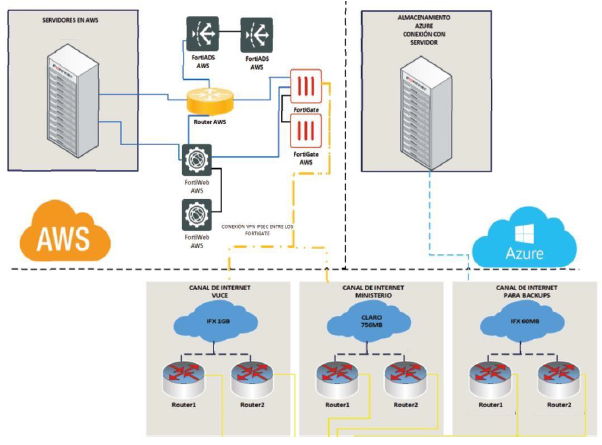 SERVIDORES EN AWS
FortiADS
AWS
FortiADS
AWS
ALMACENAMIENTO
AZURE
CONEXIÓN CON
SERVIDOR
Router AWS
FortiGate
FortiGate
AWS
FortiWeb
AWS
FortiWeb
AWS
CONEXIÓN VPN IPSEC ENTRE LOS
FORTIGATE
AWS
Azure
CANAL DE INTERNET
VUCE
IFX 1GB
Router1
Router2
CANAL DE INTERNET
MINISTERIO
CLARO
756MB
Router1
Router2
CANAL DE INTERNET
PARA BACKUPS
IFX 60MB
Router1
Router2